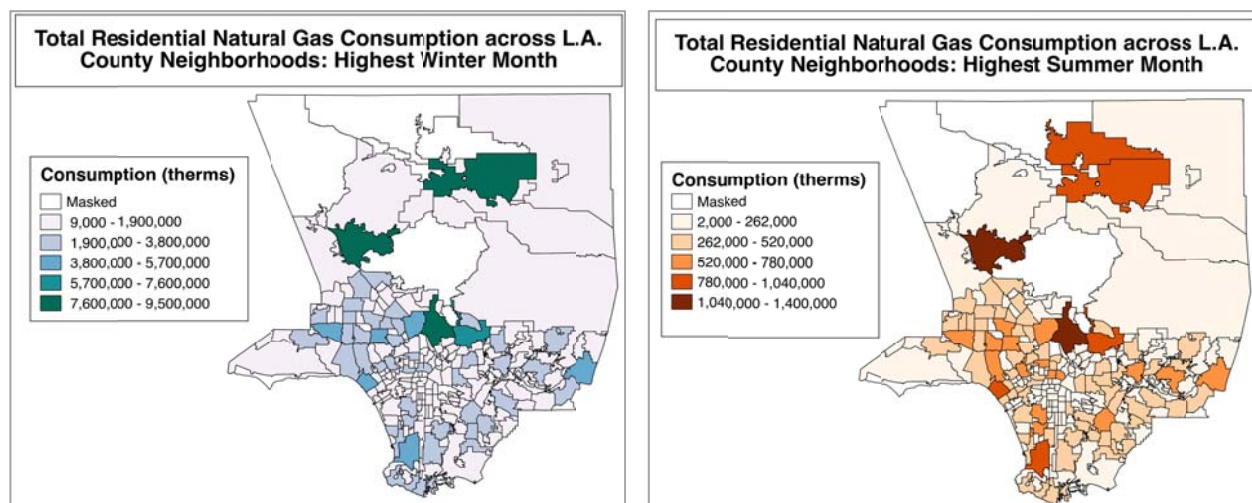 Total Residential Natural Gas Consumption across L.A.
County Neighborhoods: Highest Winter Month
Consumption (therms)
Masked
9,000 - 1,900,000
1,900,000 - 3,800,000
3,800,000 - 5,700,000
5,700,000 - 7,600,000
7,600,000 - 9,500,000
Total Residential Natural Gas Consumption across L.A.
County Neighborhoods: Highest Summer Month
Consumption (therms)
Masked
2,000 - 262,000
262,000 - 520,000
520,000 - 780,000
780,000 - 1,040,000
1,040,000 - 1,400,000